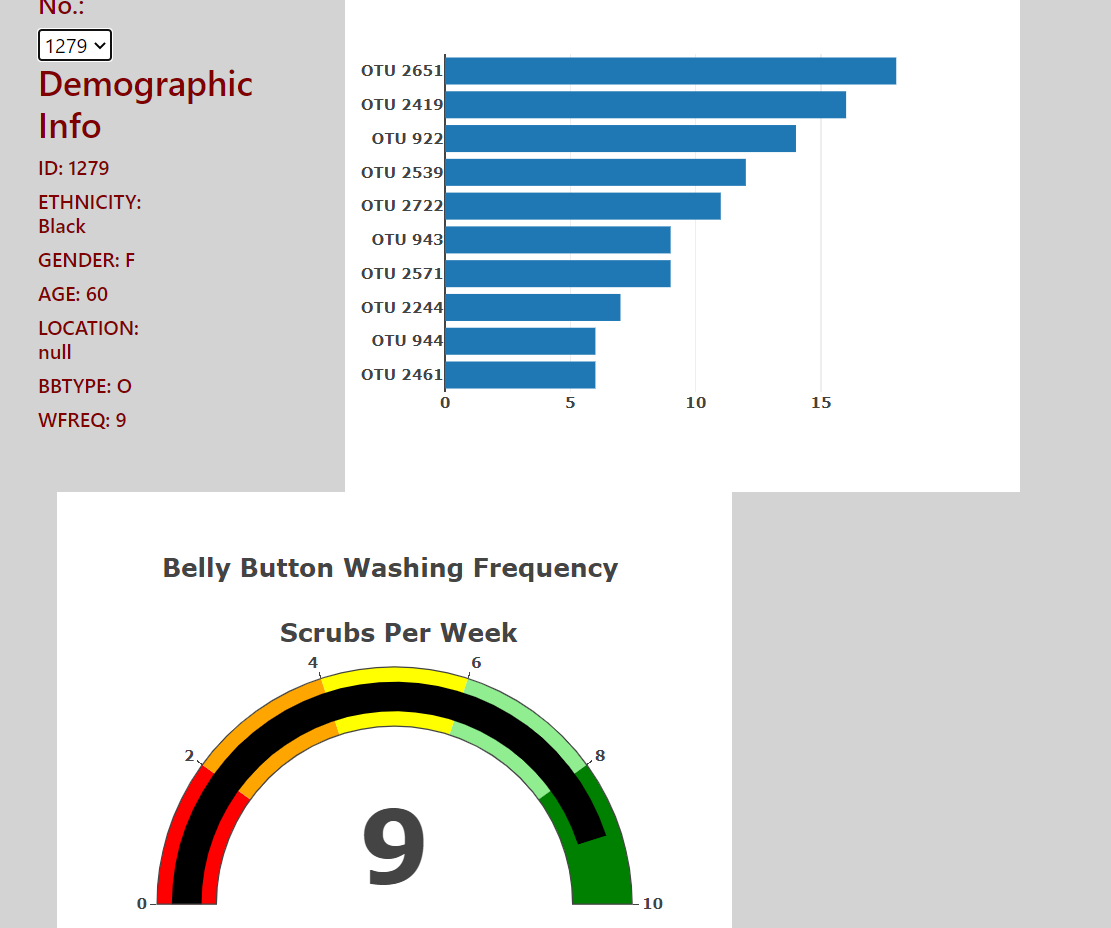 No.:
1279
Demographic
Info
ID: 1279
ETHNICITY:
Black
GENDER: F
AGE: 60
LOCATION:
null
BBTYPE: O
WFREQ: 9
OTU 2651
OTU 2419
OTU 922
OTU 2539
OTU 2722
OTU 943
OTU 2571
OTU 2244
OTU 944
OTU 2461
0 5 10 15
Belly Button Washing Frequency
Scrubs Per Week
4 6
2 8
9
0 10